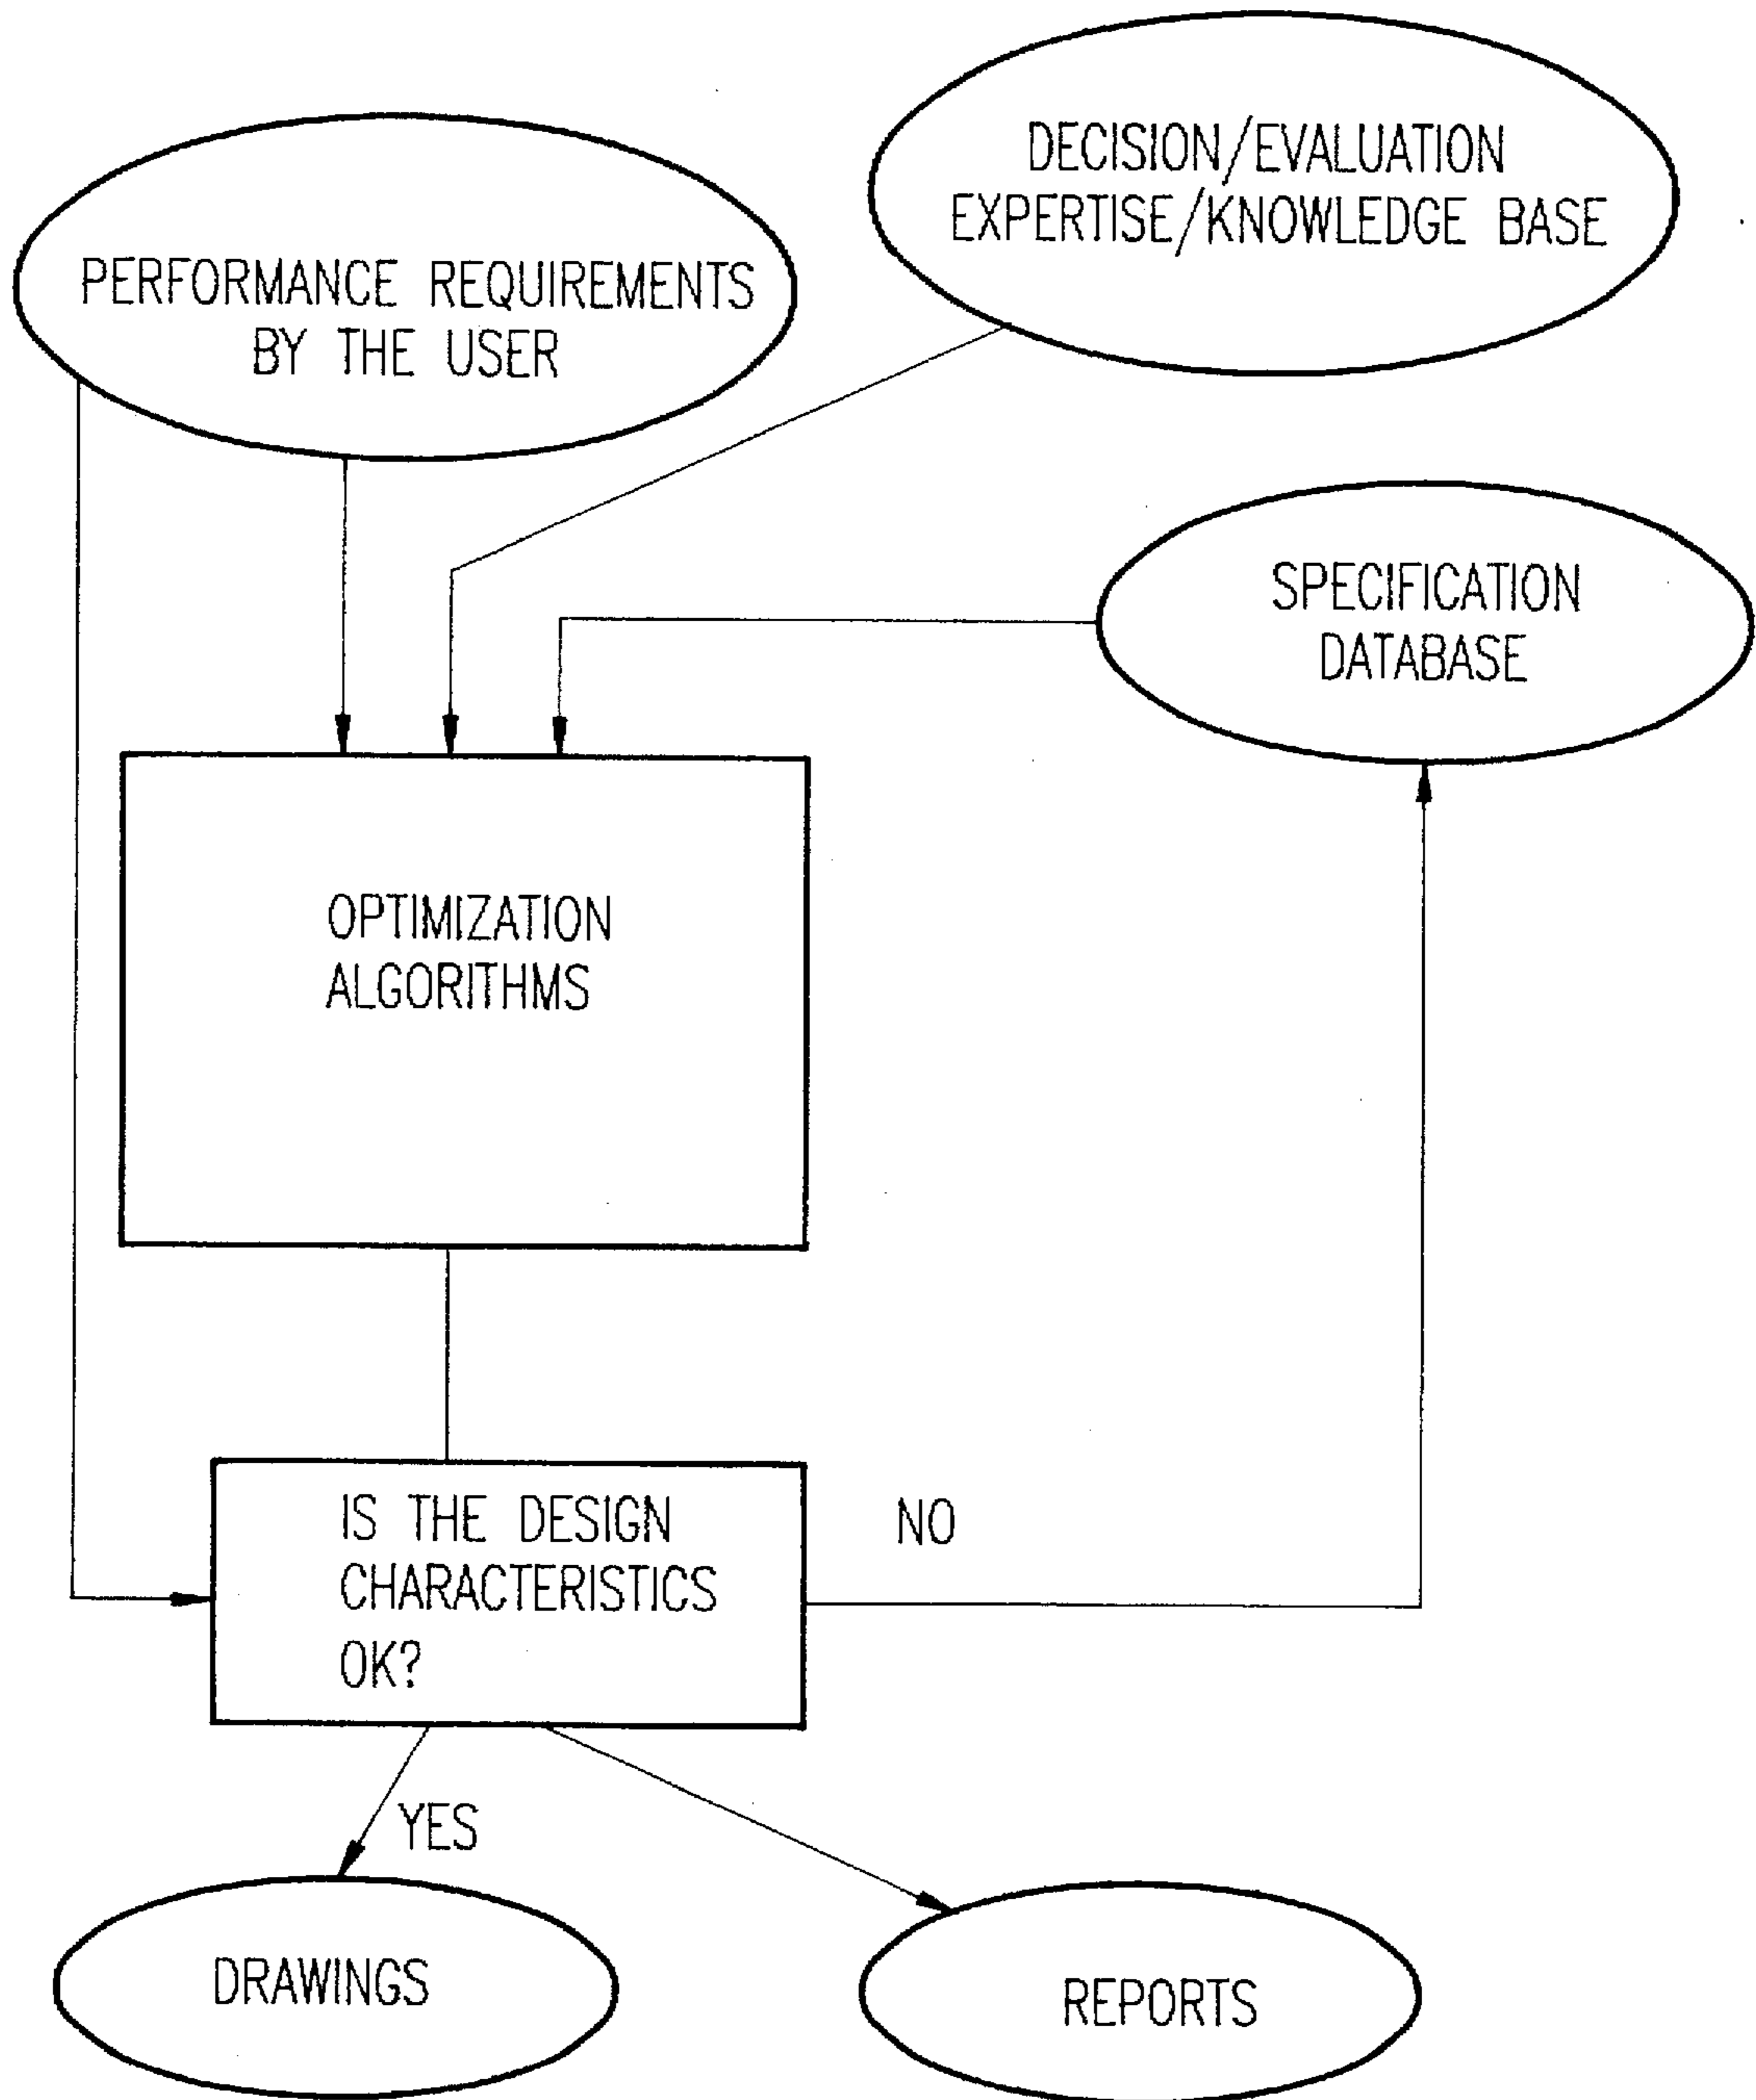 DECISION/EVALUATION
EXPERTISE/KNOWLEDGE BASE
PERFORMANCE REQUIREMENTS
BY THE USER
SPECIFICATION
DATABASE
OPTIMIZATION
ALGORITHMS
IS THE DESIGN
CHARACTERISTICS
OK?
NO
YES
DRAWINGS
REPORTS